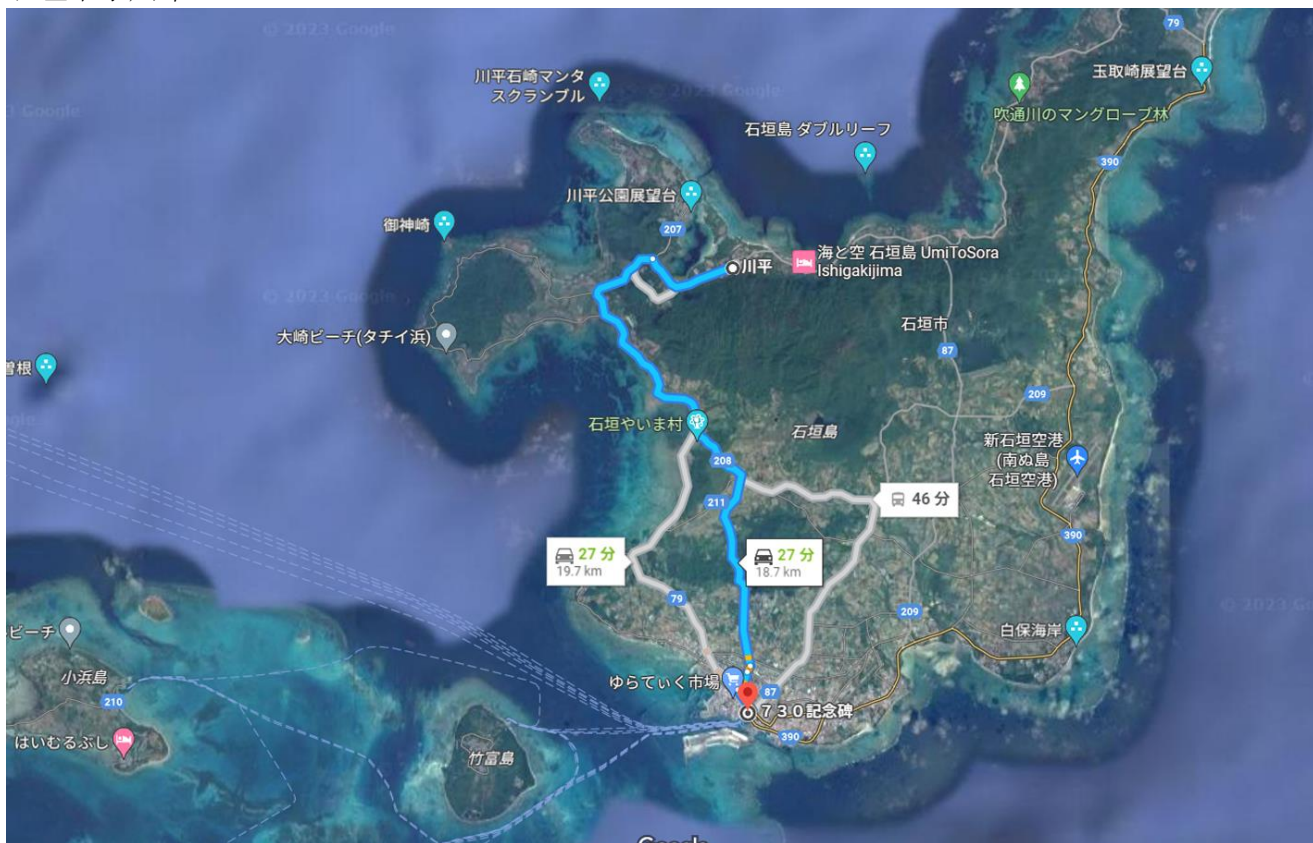 © 2023 Google
79
川平石崎マンタ
スクランブル
玉取崎展望台
吹通川のマングローブ林
石垣島 ダブルリーフ
390
川平公園展望台
御神崎
207
川平
海と空 石垣島 UmiToSora
Ishigakijima
© 2023 Google
石垣市
大崎ビーチ(タチイ浜)
87
曽根
209
石垣やいま村
石垣島
新石垣空港
(南ぬ島
石垣空港)
208
211
46 分
390
27 分
19.7 km
27 分
18.7 km
79
209
白保海岸
ビーチ
小浜島
ゆらてぃく市場
87
730記念碑
210
390
はいむるぶし
竹富島